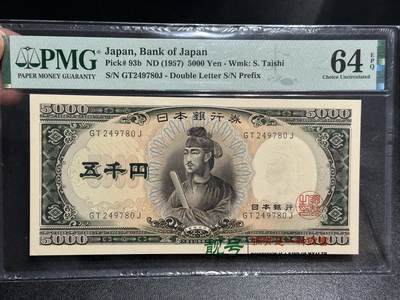 PMG
PAPER MONEY GUARANTY
Japan, Bank of Japan
Pick# 93b ND (1957) 5000 Yen - Wmk: S. Taishi
S/N GT249780J - Double Letter S/N Prefix
64 EPQ
Choice Uncirculated
5000
5000
日本銀行券
GT249780J
五千円
日本銀行
GT249780J
5000
靓号